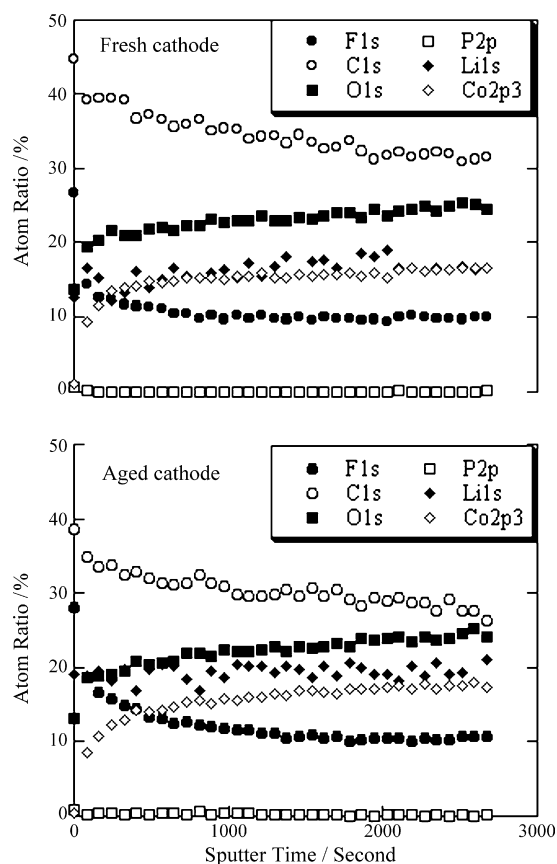 50
40
30
20
10
0
Atom Ratio /%
Fresh cathode
F1s
C1s
O1s
P2p
Li1s
Co2p3
50
40
30
20
10
0
Atom Ratio /%
Aged cathode
F1s
C1s
O1s
P2p
Li1s
Co2p3
0
1000
2000
3000
Sputter Time / Second